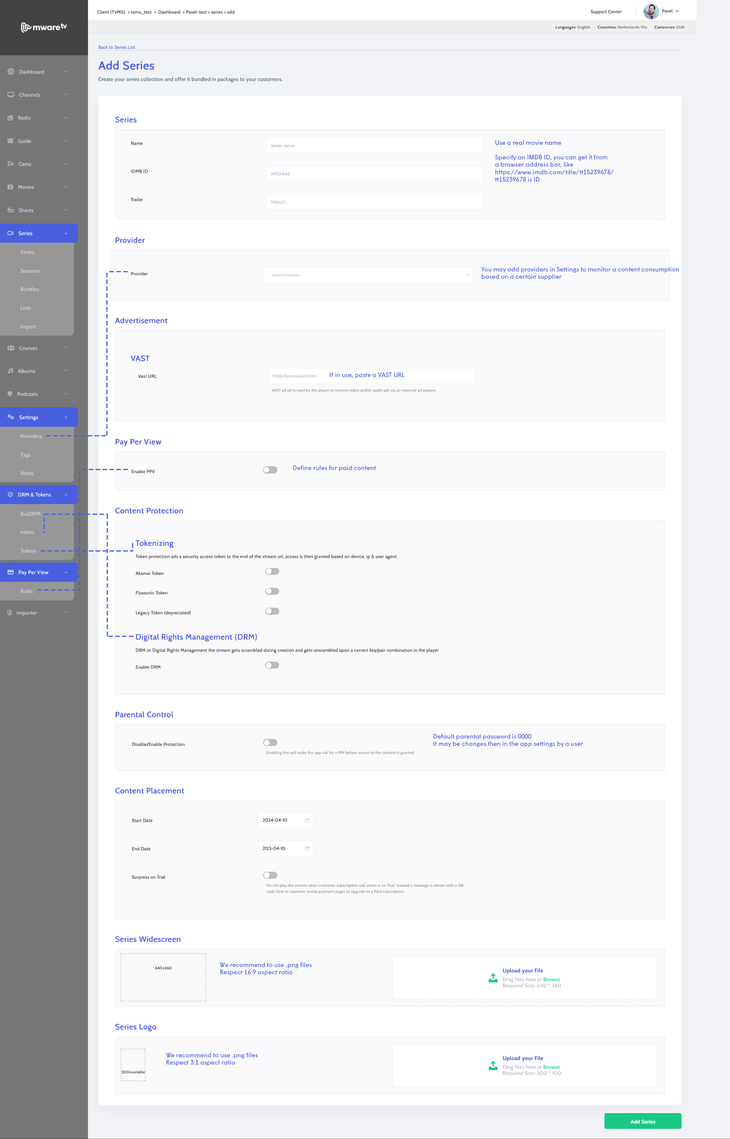 mwaretv
Client (TVMS) > tvms_test > Dashboard > Pavel-test > series > add
Support Center
Pavel
Languages: English Countries: Netherlands The Currencies: EUR
Dashboard
Channels
Radio
Guide
Cams
Movies
Shorts
Series
Series
Seasons
Bundles
Lists
Import
Courses
Albums
Podcasts
Settings
Providers
Tags
DRM & Tokens
BuyDRM
Tokens
Pay Per View
Rules
Importer
Back to Series List
Add Series
Create your series collection and offer it bundled in packages to your customers.
Series
Name
Series name
Use a real movie name
IDMB ID
Specify an IMDB ID, you can get it from
a browser address bar, like
https://www.imdb.com/title/tt15239678/
tt15239678 is ID
Trailer
https://...
Provider
Provider
- Select Provider -
You may add providers in Settings to monitor a content consumption
based on a certain supplier
Advertisement
VAST
Vast URL
https://yourvasturl.com
If in use, paste a VAST URL
VAST ad url is used by the player to retrieve video and/or audio ads via an external ad system.
Pay Per View
Enable PPV
Define rules for paid content
Content Protection
Tokenizing
Token protection ads a security access token to the end of the stream url, access is then granted based on device, ip & user agent
Akamai Token
Flussonic Token
Legacy Token (depreciated)
Digital Rights Management (DRM)
DRM or Digital Rights Management the stream gets scrambled during creation and gets unscrambled upon a correct key/pair combination in the player
Enable DRM
Parental Control
Disable/Enable Protection
Enabling this will make the app ask for a PIN before access to the content is granted
Default parental password is 0000
It may be changes then in the app settings by a user
Content Placement
Start Date
2024-04-10
End Date
2123-04-10
Surpress on Trial
Do not play the stream when customer subscription sub status is on Trial. Instead a message is shown with a QR
code (link to customer portal payment page) to upgrade to a Paid subscription
Series Widescreen
640x360
We recommend to use .png files
Respect 16:9 aspect ratio
Upload your File
Drag files here or Browse
Required Size: 640 * 360
Series Logo
300xvariable
We recommend to use .png files
Respect 3:1 aspect ratio
Upload your File
Drag files here or Browse
Required Size: 300 * 100
Add Series